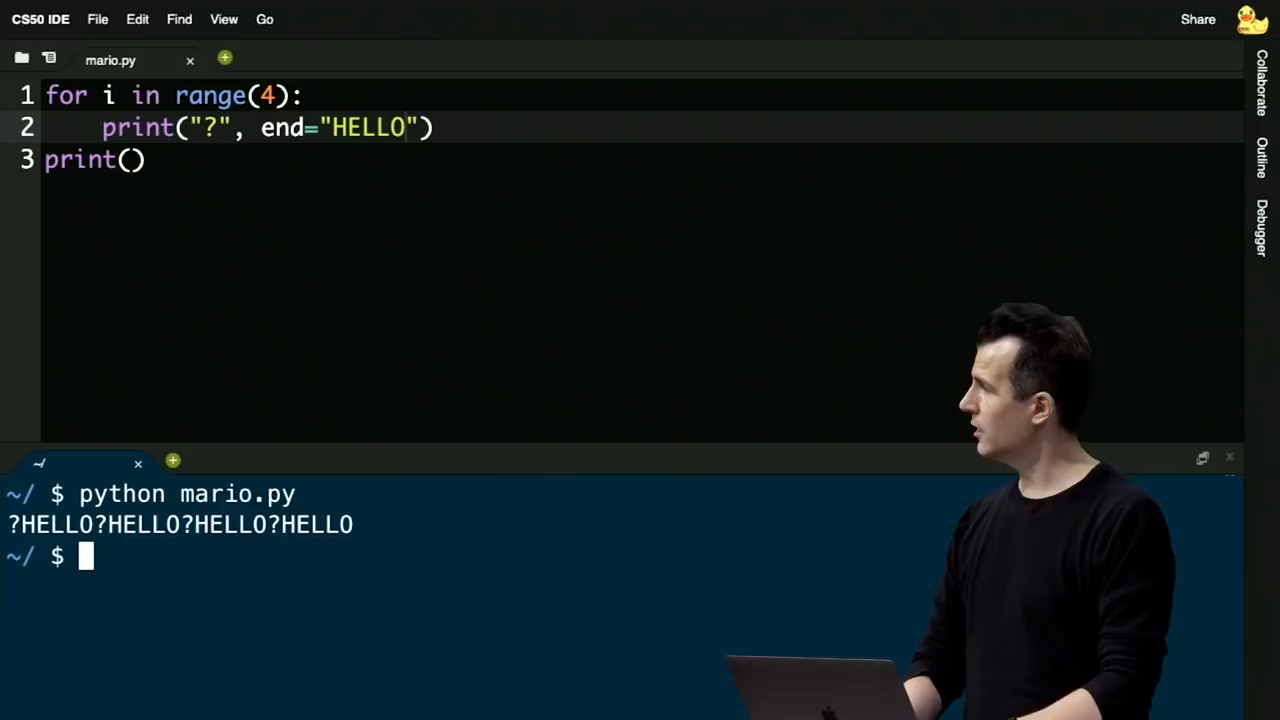 CS50 IDE File Edit Find View Go Share
mario.py
1 for i in range(4):
2     print("?", end="HELLO")
3 print()
Collaborate
Outline
Debugger
~/ $ python mario.py
?HELLO?HELLO?HELLO?HELLO
~/ $